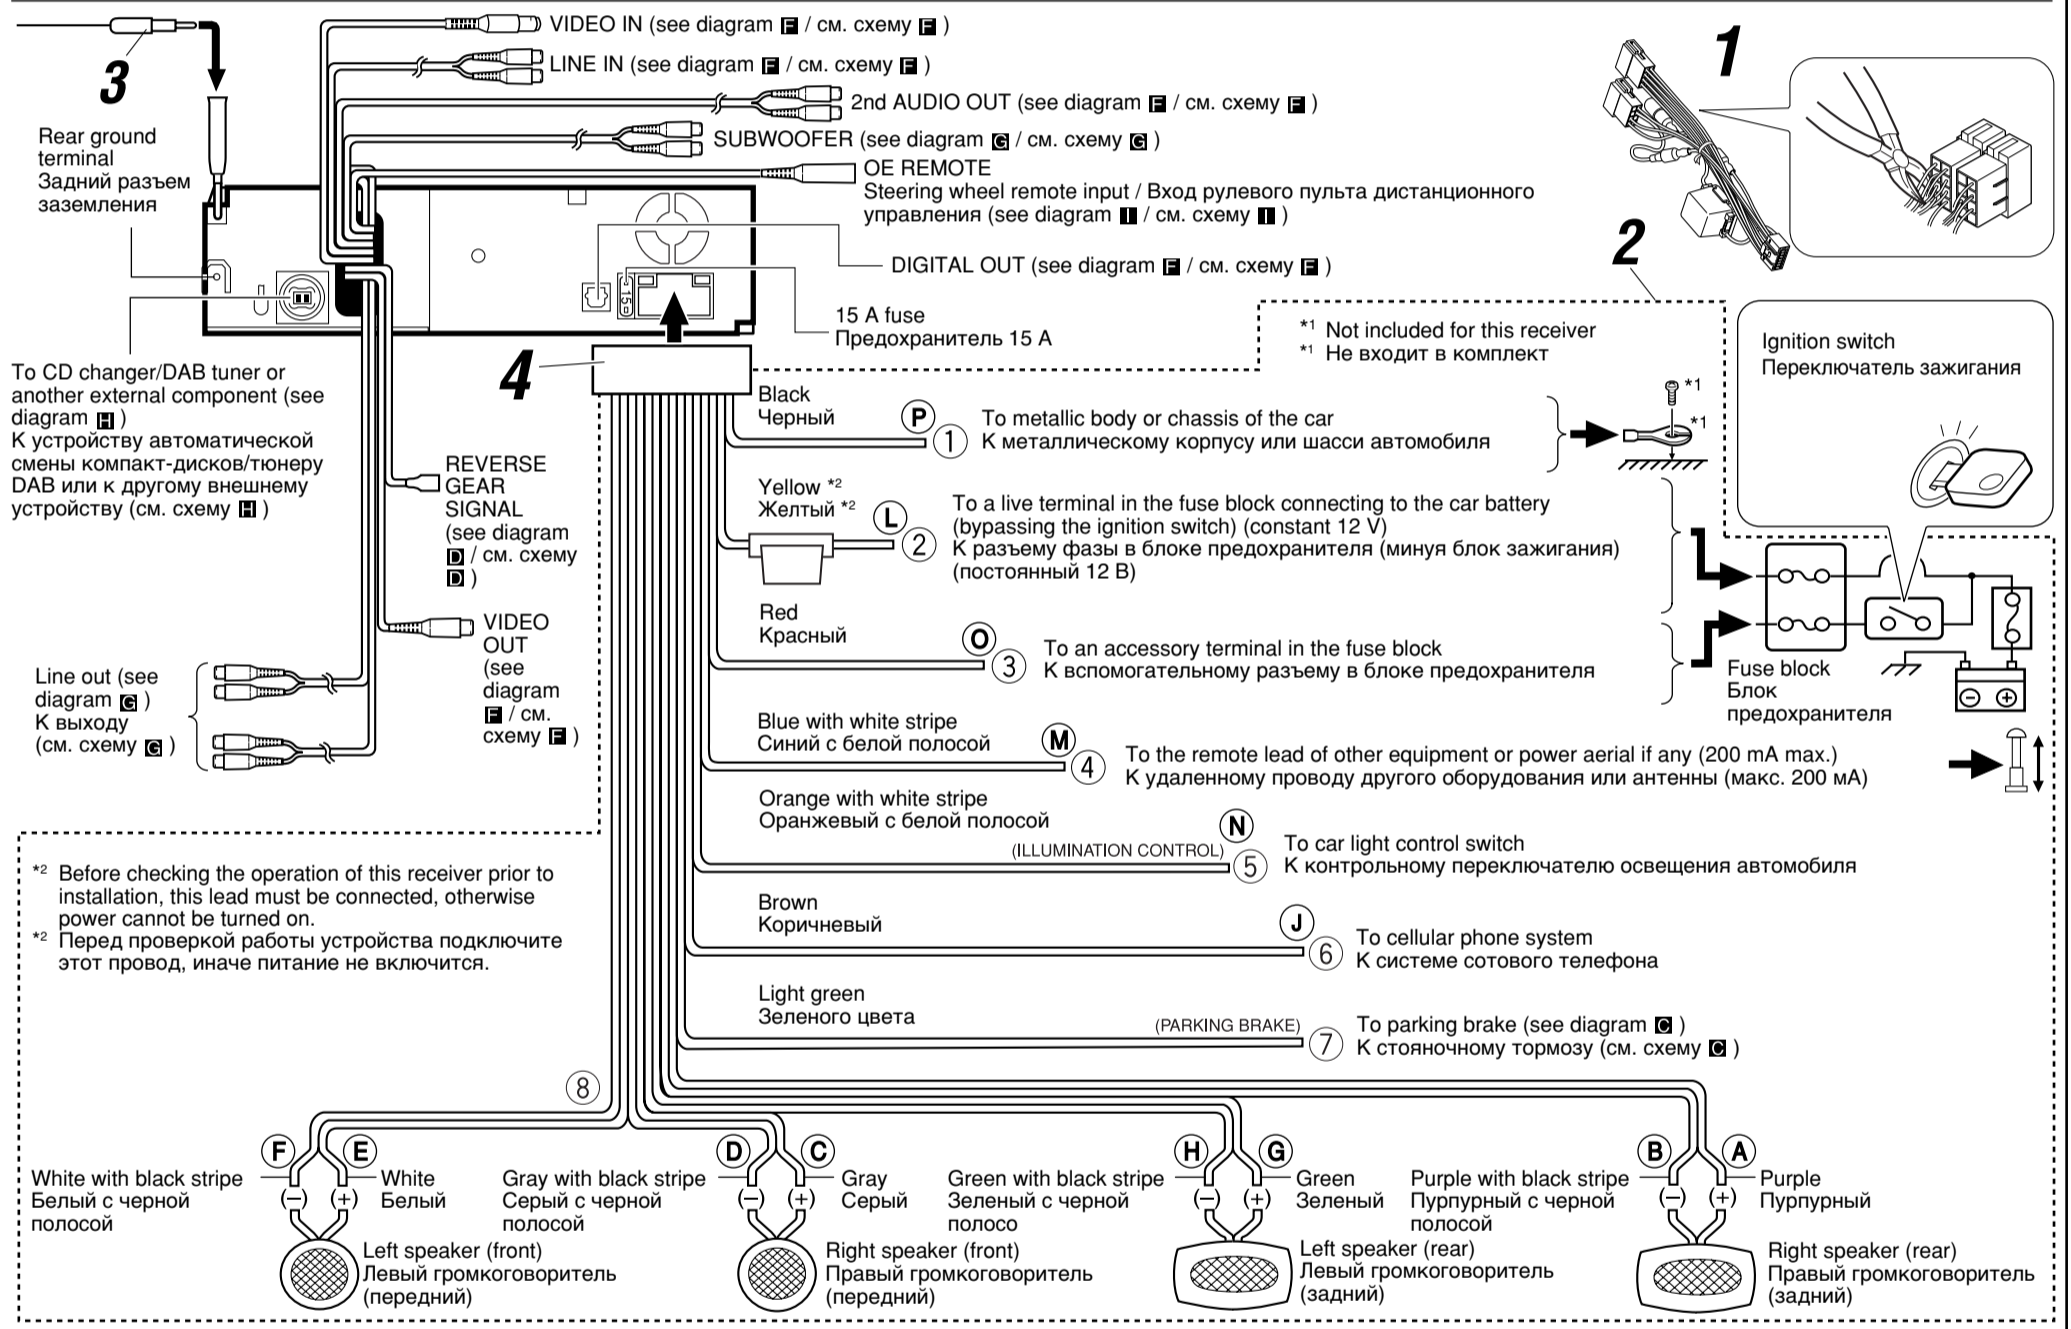 3
VIDEO IN (see diagram F / см. схему F )
LINE IN (see diagram F / см. схему F )
2nd AUDIO OUT (see diagram F / см. схему F )
SUBWOOFER (see diagram G / см. схему G )
OE REMOTE
Steering wheel remote input / Вход рулевого пульта дистанционного
управления (see diagram I / см. схему I )
DIGITAL OUT (see diagram F / см. схему F )
1
2
Rear ground
terminal
Задний разъем
заземления
15
15 A fuse
Предохранитель 15 A
*1 Not included for this receiver
*1 Не входит в комплект
Ignition switch
Переключатель зажигания
4
To CD changer/DAB tuner or
another external component (see
diagram H )
К устройству автоматической
смены компакт-дисков/тюнеру
DAB или к другому внешнему
устройству (см. схему H )
REVERSE
GEAR
SIGNAL
(see diagram
D / см. схему
D )
VIDEO
OUT
(see
diagram
F / см.
схему F )
Line out (see
diagram G )
К выходу
(см. схему G )
Black
Черный
P
1
To metallic body or chassis of the car
К металлическому корпусу или шасси автомобиля
*1
*1
Yellow *2
Желтый *2
L
2
To a live terminal in the fuse block connecting to the car battery
(bypassing the ignition switch) (constant 12 V)
К разъему фазы в блоке предохранителя (минуя блок зажигания)
(постоянный 12 В)
Red
Красный
O
3
To an accessory terminal in the fuse block
К вспомогательному разъему в блоке предохранителя
Fuse block
Блок
предохранителя
Blue with white stripe
Синий с белой полосой
M
4
To the remote lead of other equipment or power aerial if any (200 mA max.)
К удаленному проводу другого оборудования или антенны (макс. 200 мА)
Orange with white stripe
Оранжевый с белой полосой
(ILLUMINATION CONTROL)
N
5
To car light control switch
К контрольному переключателю освещения автомобиля
*2 Before checking the operation of this receiver prior to
installation, this lead must be connected, otherwise
power cannot be turned on.
*2 Перед проверкой работы устройства подключите
этот провод, иначе питание не включится.
Brown
Коричневый
J
6
To cellular phone system
К системе сотового телефона
Light green
Зеленого цвета
(PARKING BRAKE)
7
To parking brake (see diagram C )
К стояночному тормозу (см. схему C )
8
F
E
White with black stripe
Белый с черной
полосой
(−) (+)
White
Белый
Left speaker (front)
Левый громкоговоритель
(передний)
D
C
Gray with black stripe
Серый с черной
полосой
(−) (+)
Gray
Серый
Right speaker (front)
Правый громкоговоритель
(передний)
H
G
Green with black stripe
Зеленый с черной
полосо
(−) (+)
Green
Зеленый
Left speaker (rear)
Левый громкоговоритель
(задний)
B
A
Purple with black stripe
Пурпурный с черной
полосой
(−) (+)
Purple
Пурпурный
Right speaker (rear)
Правый громкоговоритель
(задний)